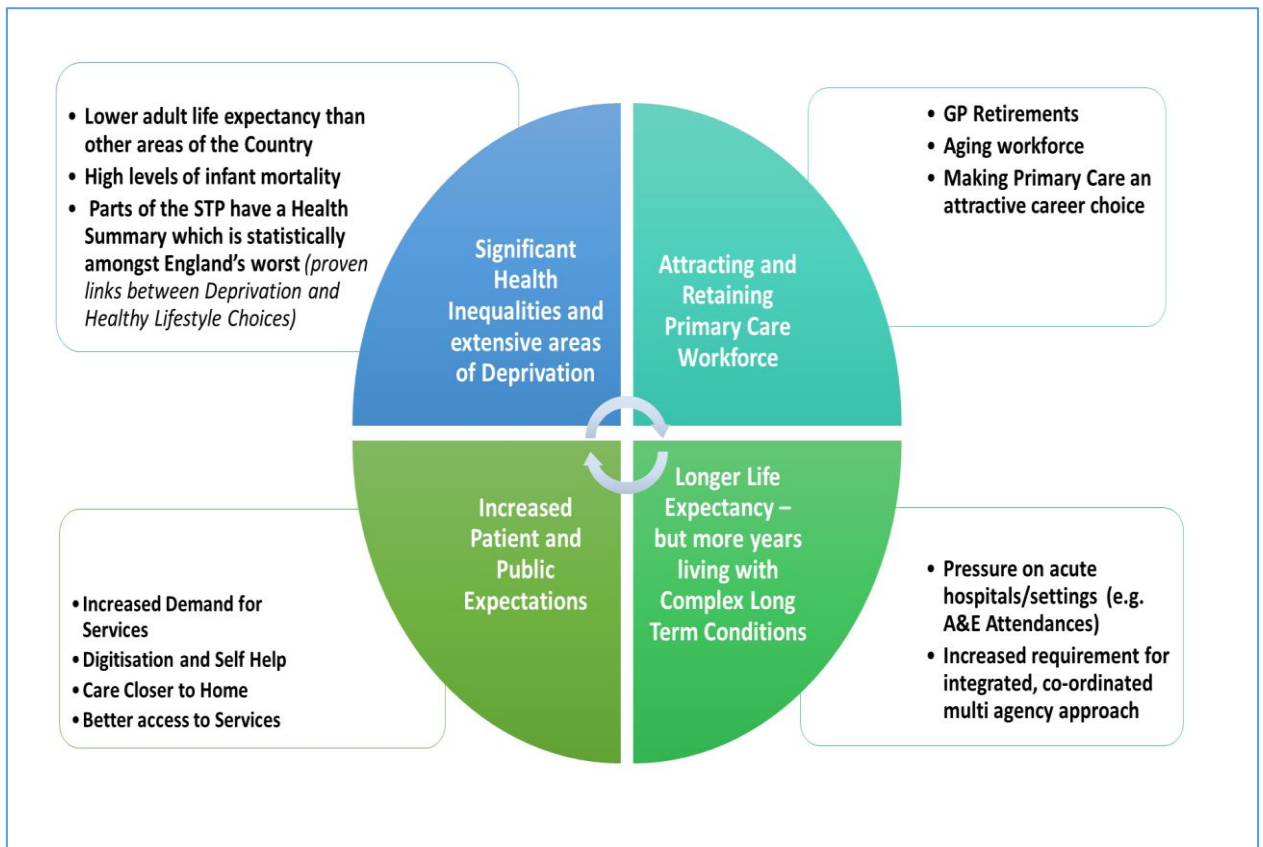 • Lower adult life expectancy than
other areas of the Country
• High levels of infant mortality
• Parts of the STP have a Health
Summary which is statistically
amongst England’s worst (proven
links between Deprivation and
Healthy Lifestyle Choices)
Significant
Health
Inequalities and
extensive areas
of Deprivation
Attracting and
Retaining
Primary Care
Workforce
• GP Retirements
• Aging workforce
• Making Primary Care an
attractive career choice
• Increased Demand for
Services
• Digitisation and Self Help
• Care Closer to Home
• Better access to Services
Increased
Patient and
Public
Expectations
Longer Life
Expectancy –
but more years
living with
Complex Long
Term Conditions
• Pressure on acute
hospitals/settings (e.g.
A&E Attendances)
• Increased requirement for
integrated, co-ordinated
multi agency approach